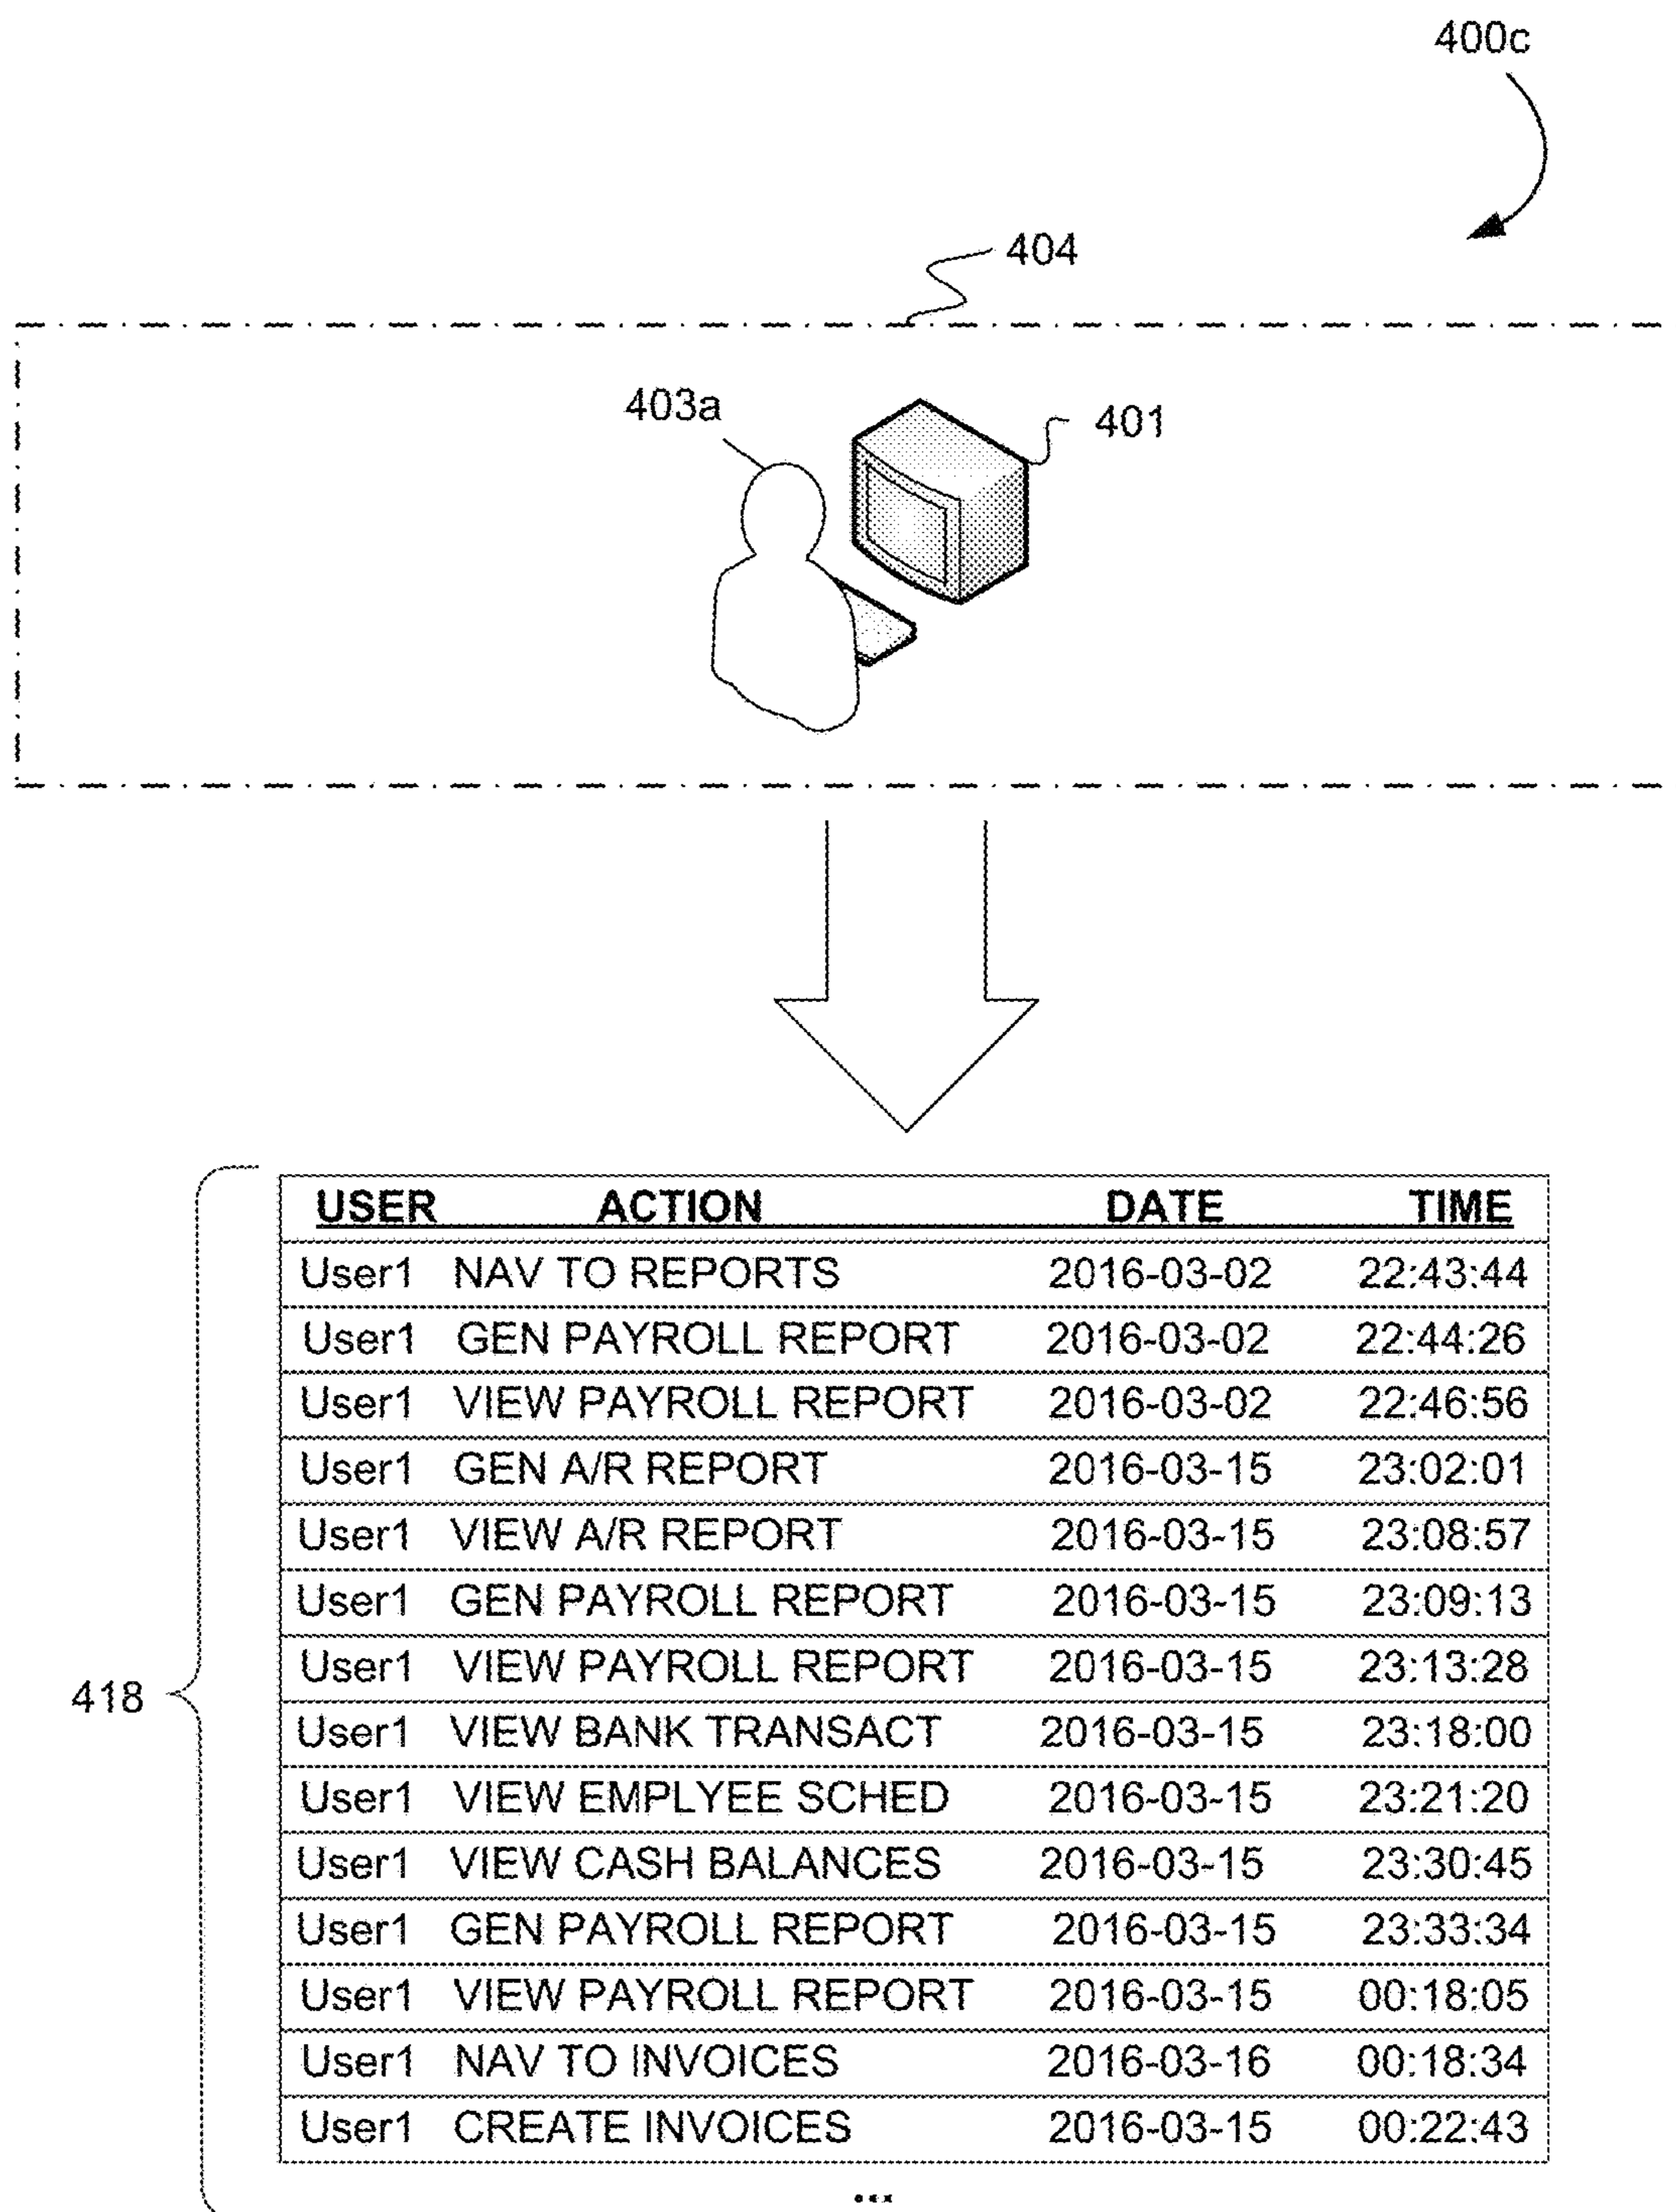 400c
404
403a
401
USER ACTION DATE TIME
User1 NAV TO REPORTS 2016-03-02 22:43:44
User1 GEN PAYROLL REPORT 2016-03-02 22:44:26
User1 VIEW PAYROLL REPORT 2016-03-02 22:46:56
User1 GEN A/R REPORT 2016-03-15 23:02:01
User1 VIEW A/R REPORT 2016-03-15 23:08:57
User1 GEN PAYROLL REPORT 2016-03-15 23:09:13
User1 VIEW PAYROLL REPORT 2016-03-15 23:13:28
418
User1 VIEW BANK TRANSACT 2016-03-15 23:18:00
User1 VIEW EMPLYEE SCHED 2016-03-15 23:21:20
User1 VIEW CASH BALANCES 2016-03-15 23:30:45
User1 GEN PAYROLL REPORT 2016-03-15 23:33:34
User1 VIEW PAYROLL REPORT 2016-03-15 00:18:05
User1 NAV TO INVOICES 2016-03-16 00:18:34
User1 CREATE INVOICES 2016-03-15 00:22:43
...